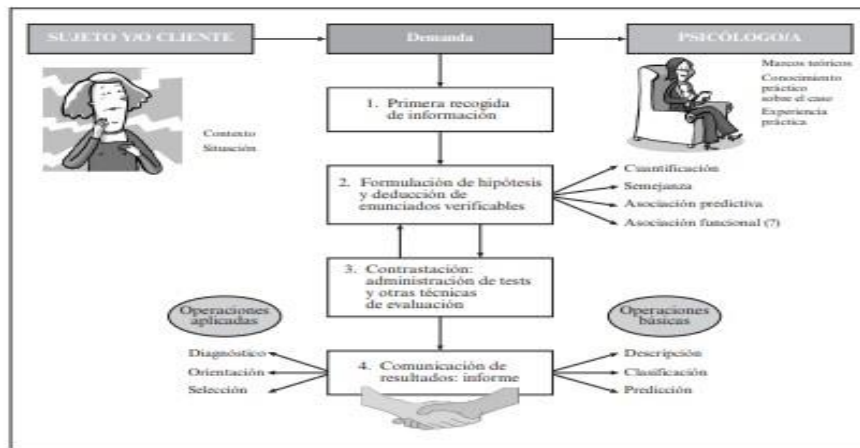 SUJETO Y/O CLIENTE
Demanda
PSICÓLOGO/A
Marcos teóricos
Conocimiento
práctico
sobre el caso
Experiencia
práctica
Contexto
Situación
1. Primera recogida
de información
2. Formulación de hipótesis
y deducción de
enunciados verificables
Cuantificación
Semejanza
Asociación predictiva
Asociación funcional (?)
3. Contrastación:
administración de tests
y otras técnicas
de evaluación
Operaciones
aplicadas
Operaciones
básicas
Diagnóstico
Orientación
Selección
4. Comunicación de
resultados: informe
Descripción
Clasificación
Predicción